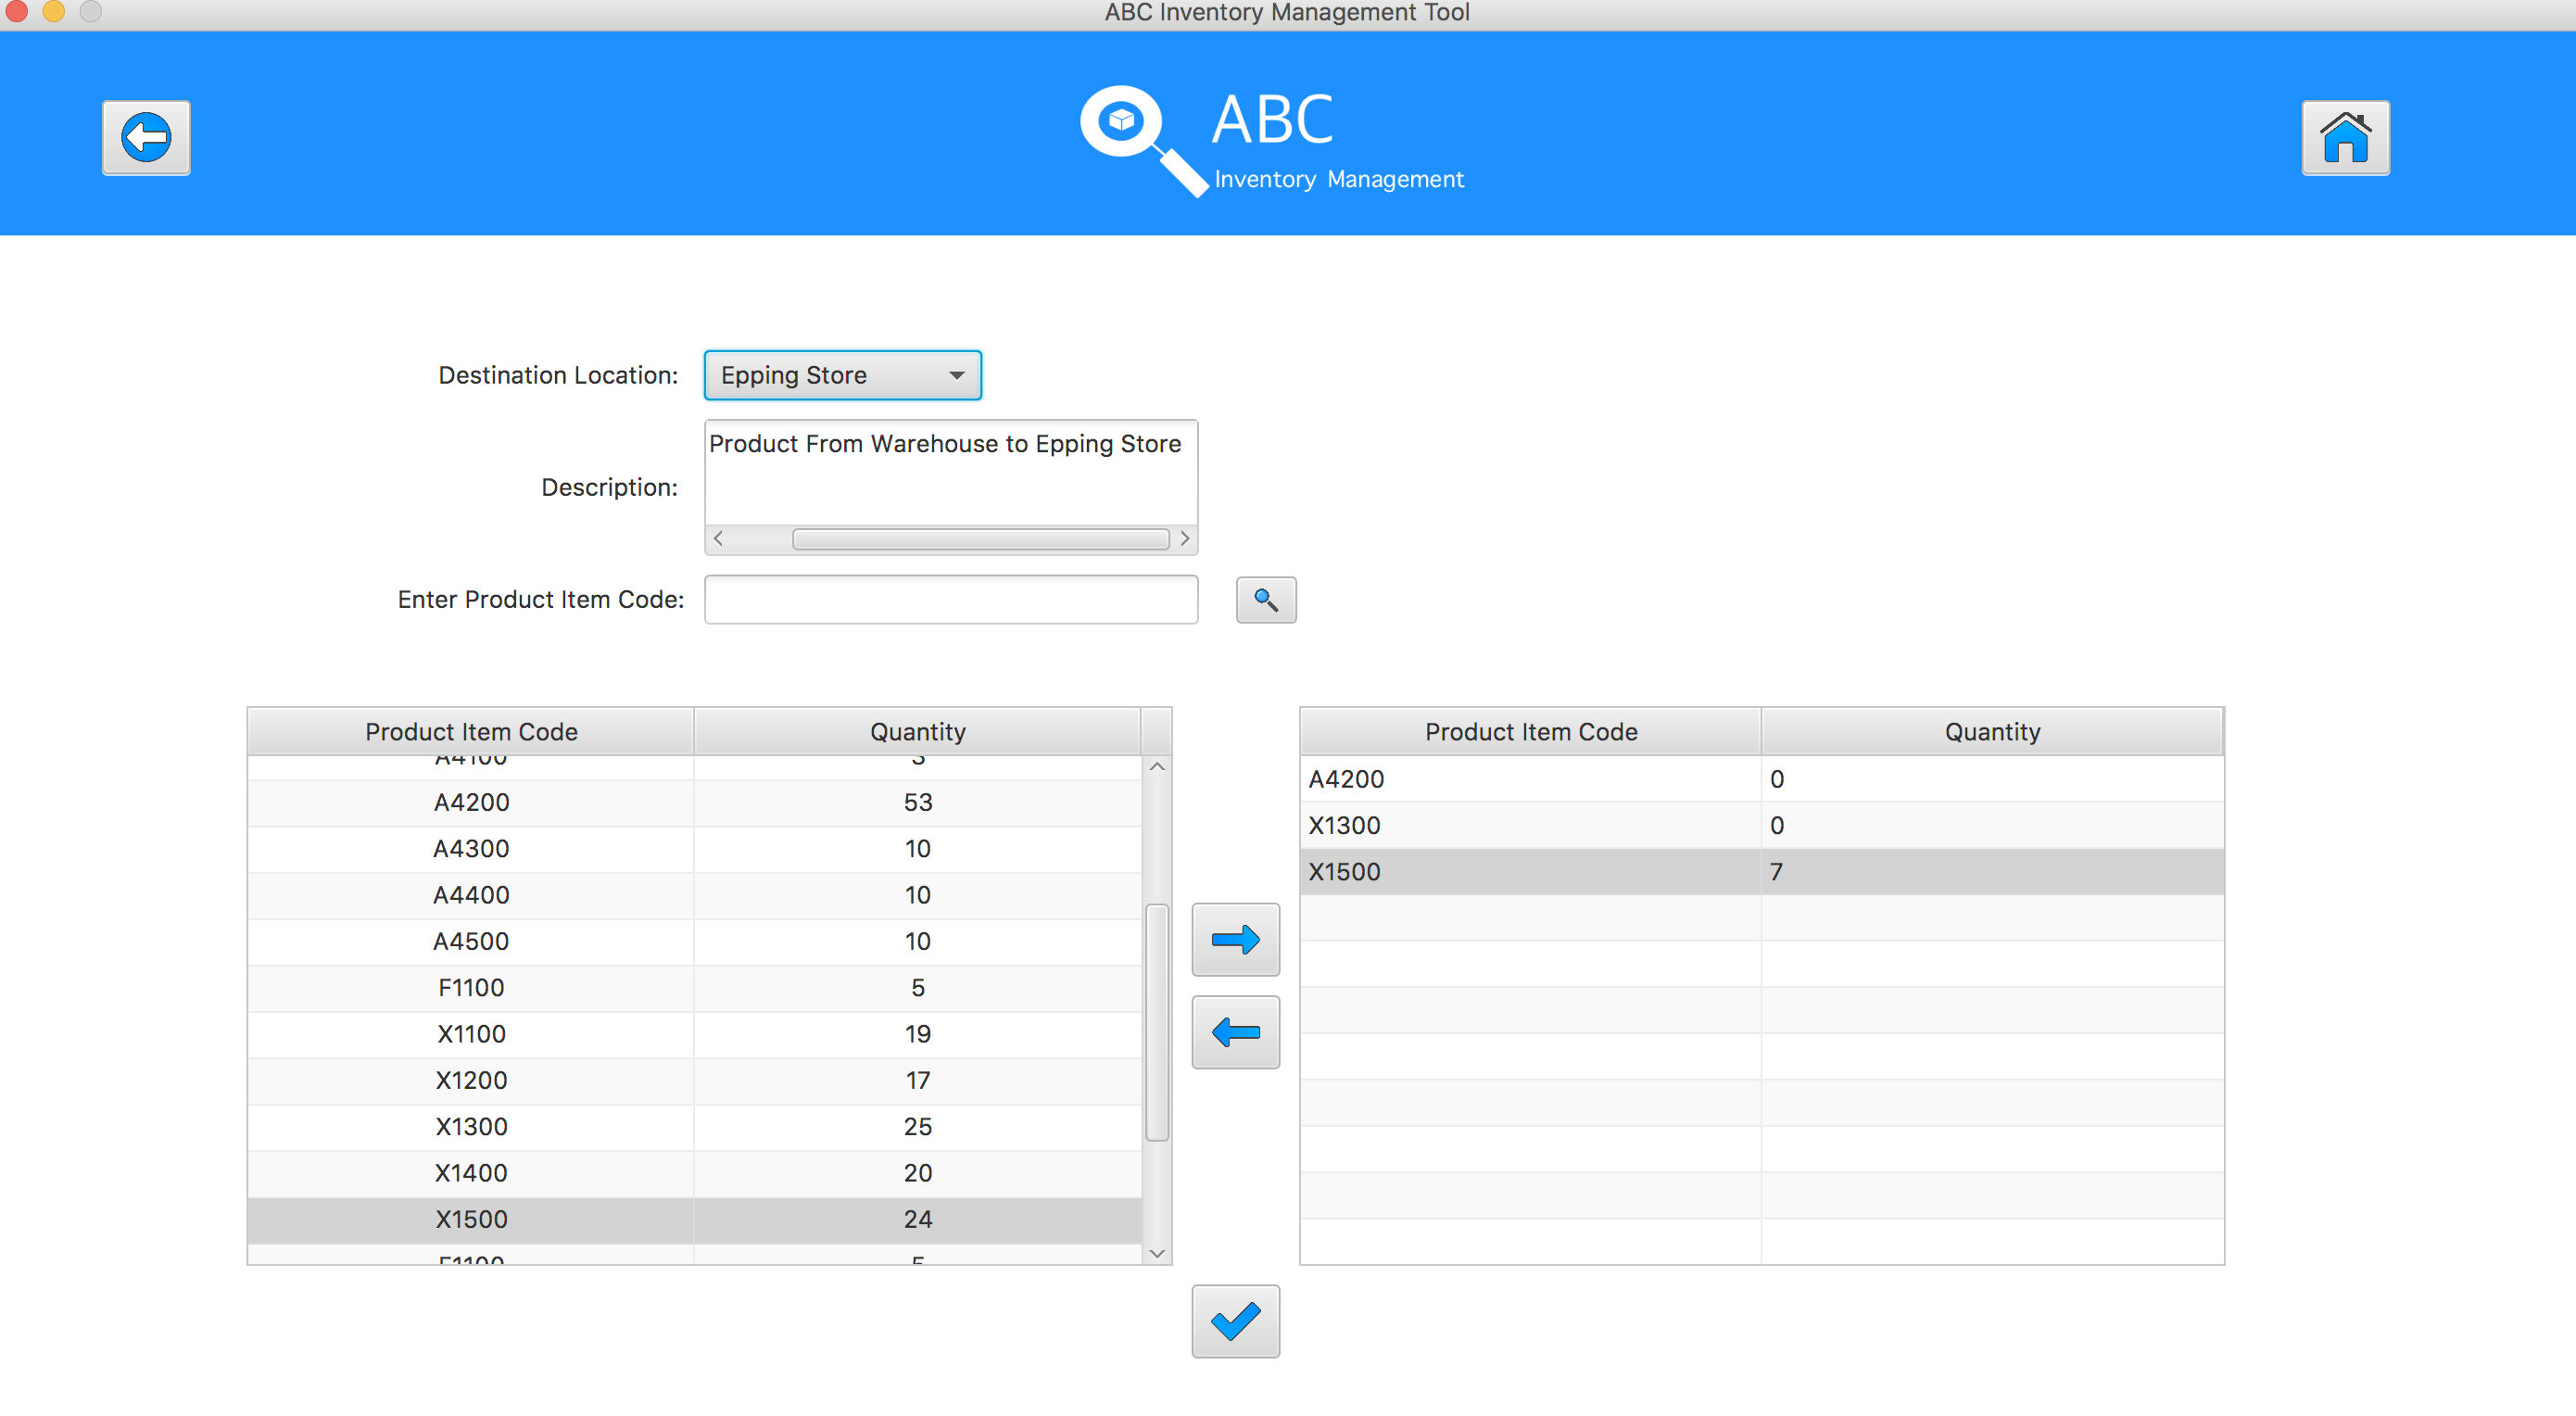 ABC Inventory Management Tool
ABC
Inventory Management
Destination Location: Epping Store
Description: Product From Warehouse to Epping Store
Enter Product Item Code:
Product Item Code Quantity
A4100 3
A4200 53
A4300 10
A4400 10
A4500 10
F1100 5
X1100 19
X1200 17
X1300 25
X1400 20
X1500 24
F1100 5
Product Item Code Quantity
A4200 0
X1300 0
X1500 7